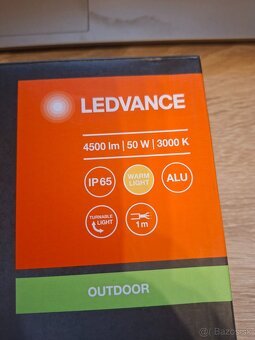 LEDVANCE
4500 lm | 50 W | 3000 K
IP 65
WARM
LIGHT
ALU
TURNABLE
LIGHT
1m
OUTDOOR